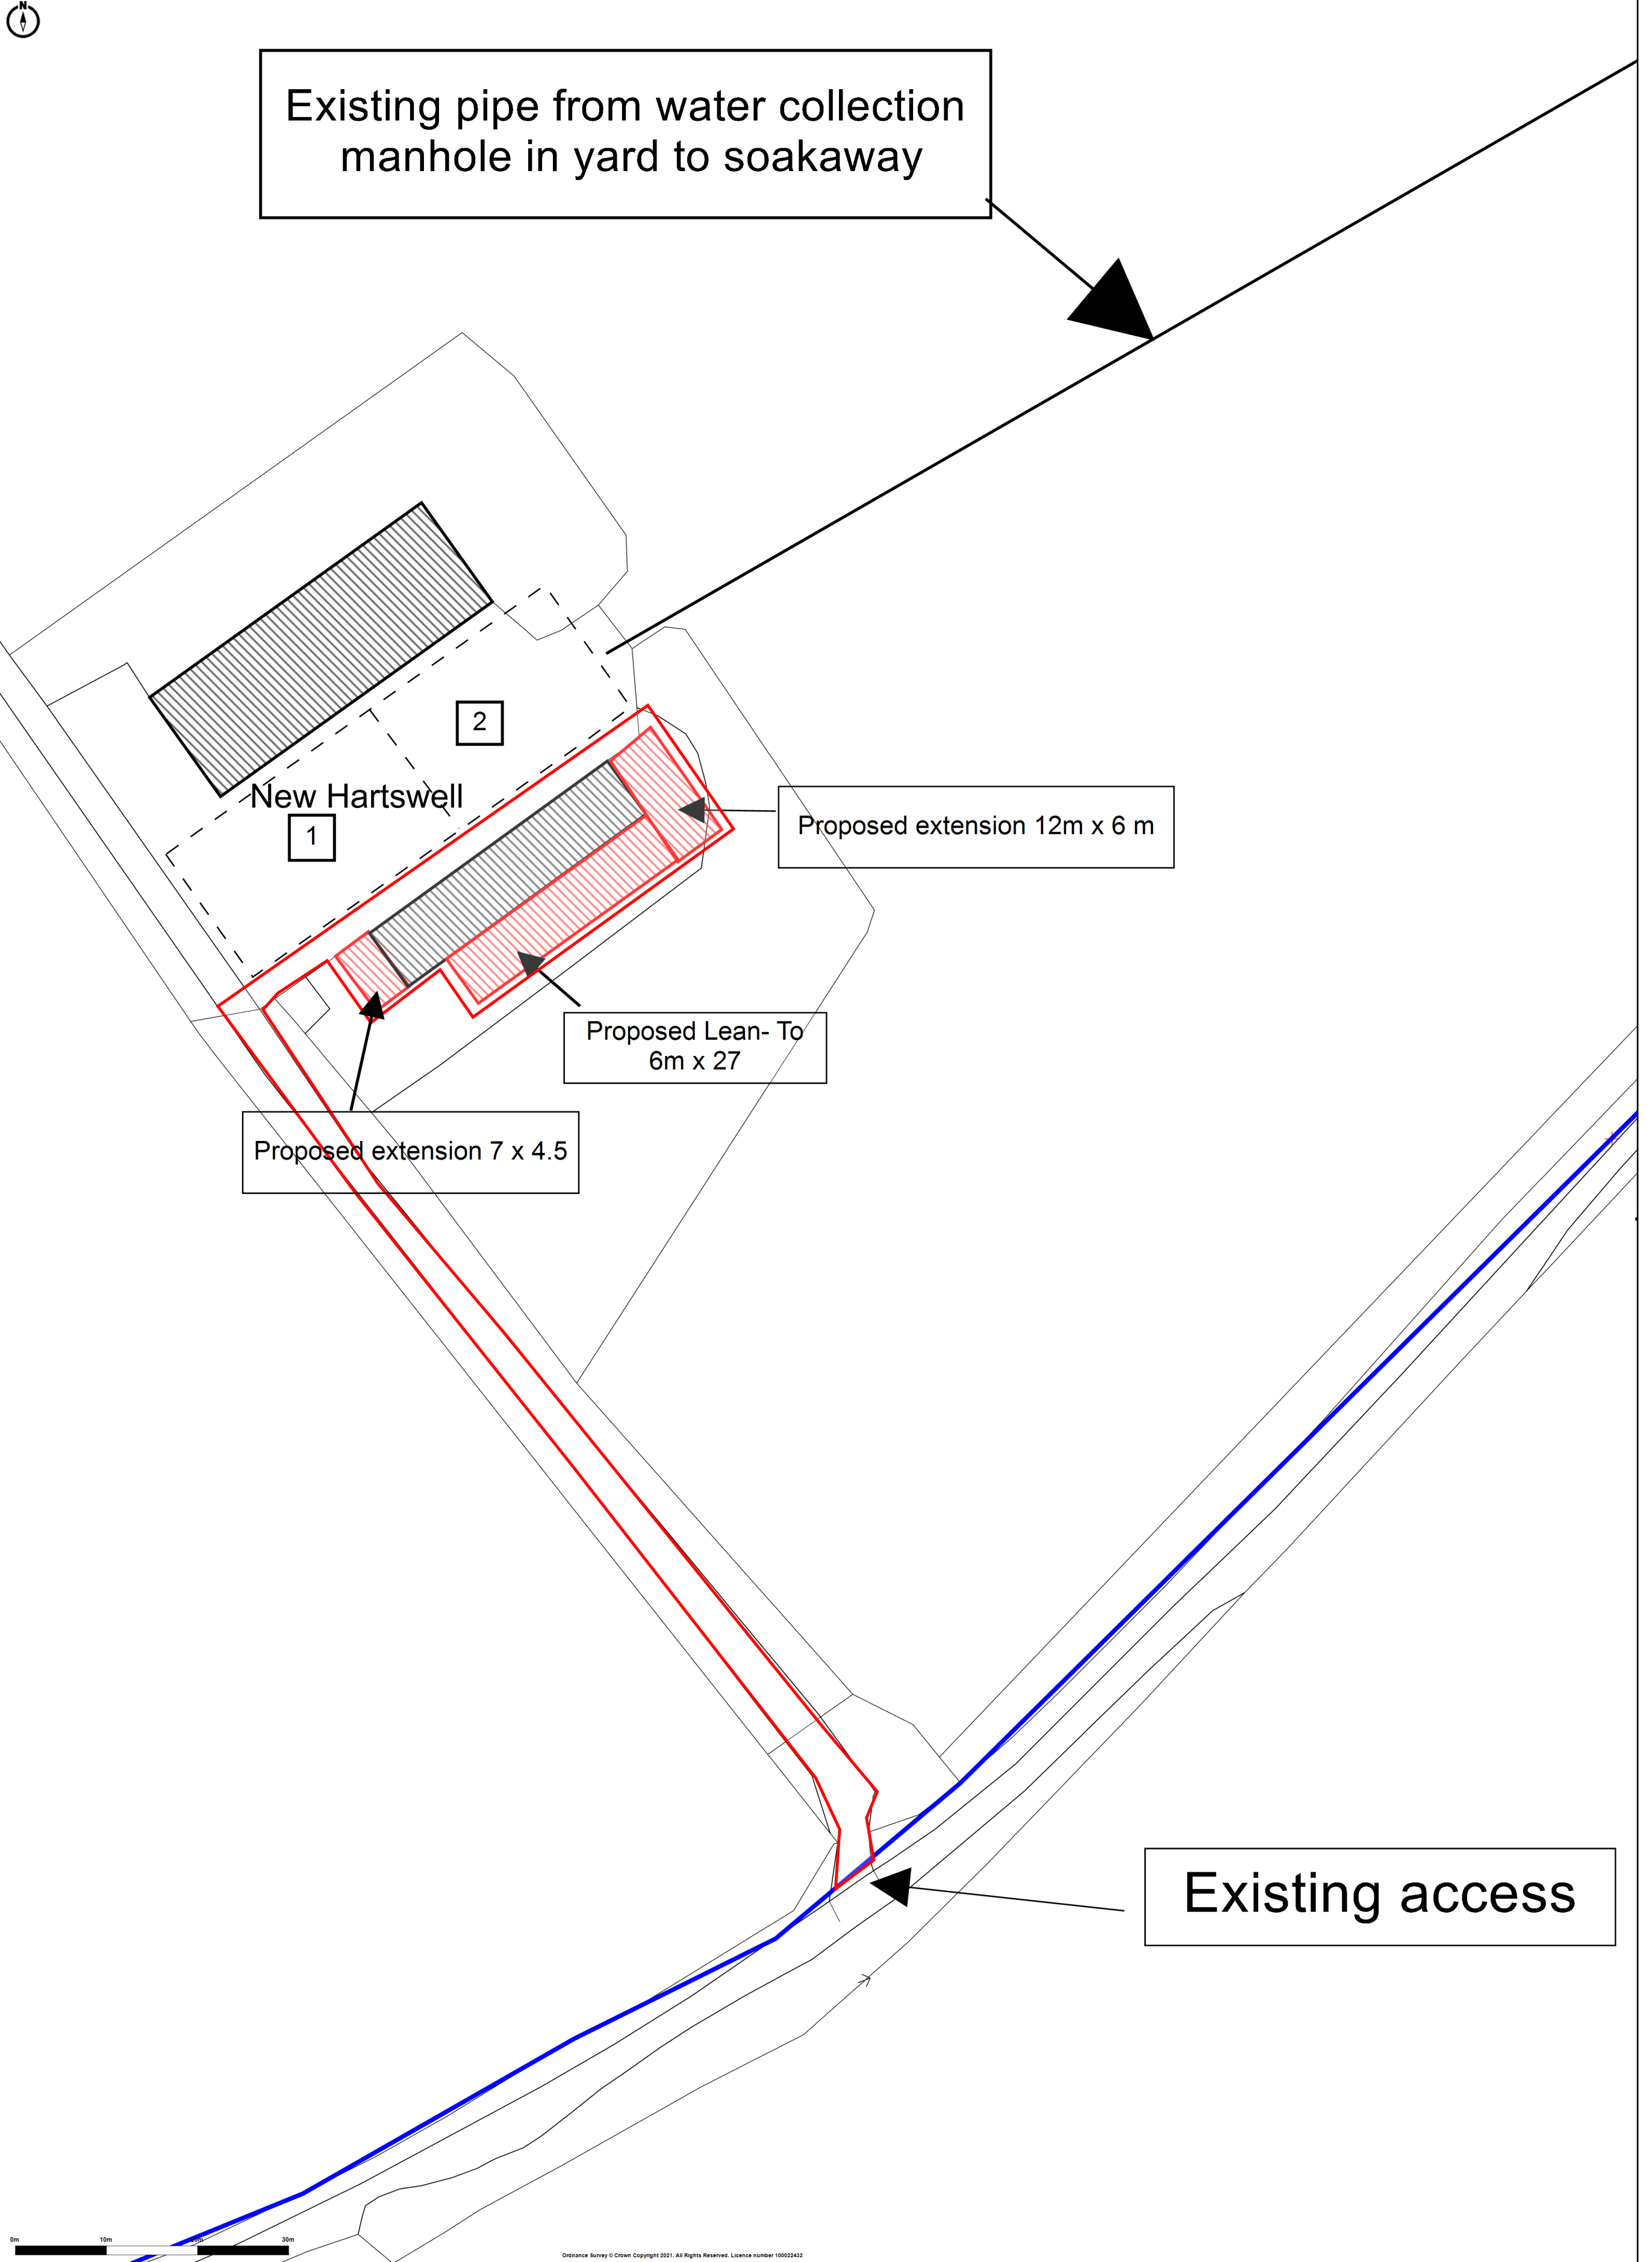 N
Existing pipe from water collection
manhole in yard to soakaway
2
New Hartswell
1
Proposed extension 12m x 6 m
Proposed Lean- To
6m x 27
Proposed extension 7 x 4.5
Existing access
0m 10m 20m 30m
Ordnance Survey © Crown Copyright 2021. All Rights Reserved. Licence number 100022432